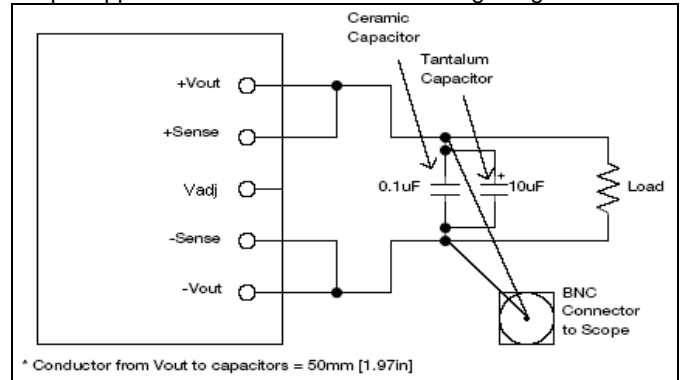 Ceramic
Capacitor
Tantalum
Capacitor
+Vout
+Sense
Vadj
-Sense
-Vout
0.1uF
+
10uF
Load
BNC
Connector
to Scope
* Conductor from Vout to capacitors = 50mm [1.97in]